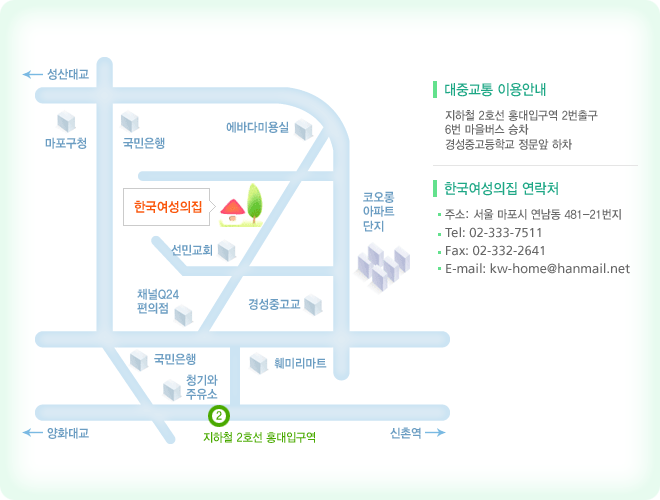 성산대교
마포구청
국민은행
에바다미용실
한국여성의집
코오롱
아파트
단지
선민교회
채널Q24
편의점
경성중고교
국민은행
청기와
주유소
훼미리마트
2
지하철 2호선 홍대입구역
양화대교
신촌역
대중교통 이용안내
지하철 2호선 홍대입구역 2번출구
6번 마을버스 승차
경성중고등학교 정문앞 하차
한국여성의집 연락처
주소: 서울 마포시 연남동 481-21번지
Tel: 02-333-7511
Fax: 02-332-2641
E-mail: kw-home@hanmail.net